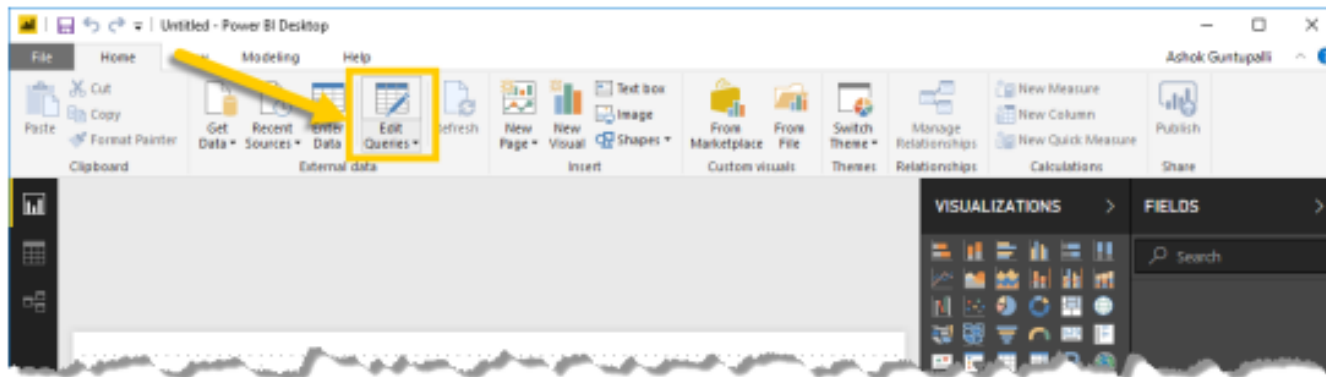 Untitled - Power BI Desktop
File Home Modeling Help Ashok Guntupalli
Paste
Cut
Copy
Format Painter
Clipboard
Get Data
Recent Sources
Enter Data
Edit Queries
Refresh
External data
New Page
New Visual
Text box
Image
Shapes
Insert
From Marketplace
From File
Custom visuals
Switch Theme
Themes
Manage Relationships
Relationships
New Measure
New Column
New Quick Measure
Calculations
Publish
Share
VISUALIZATIONS
FIELDS
Search